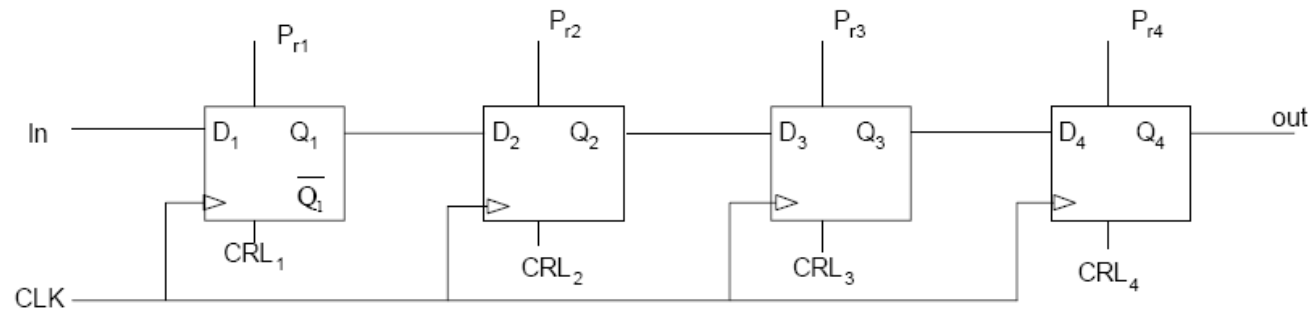 Pr1 Pr2 Pr3 Pr4
In D1 Q1 D2 Q2 D3 Q3 D4 Q4 out
Q̅1
CRL1 CRL2 CRL3 CRL4
CLK